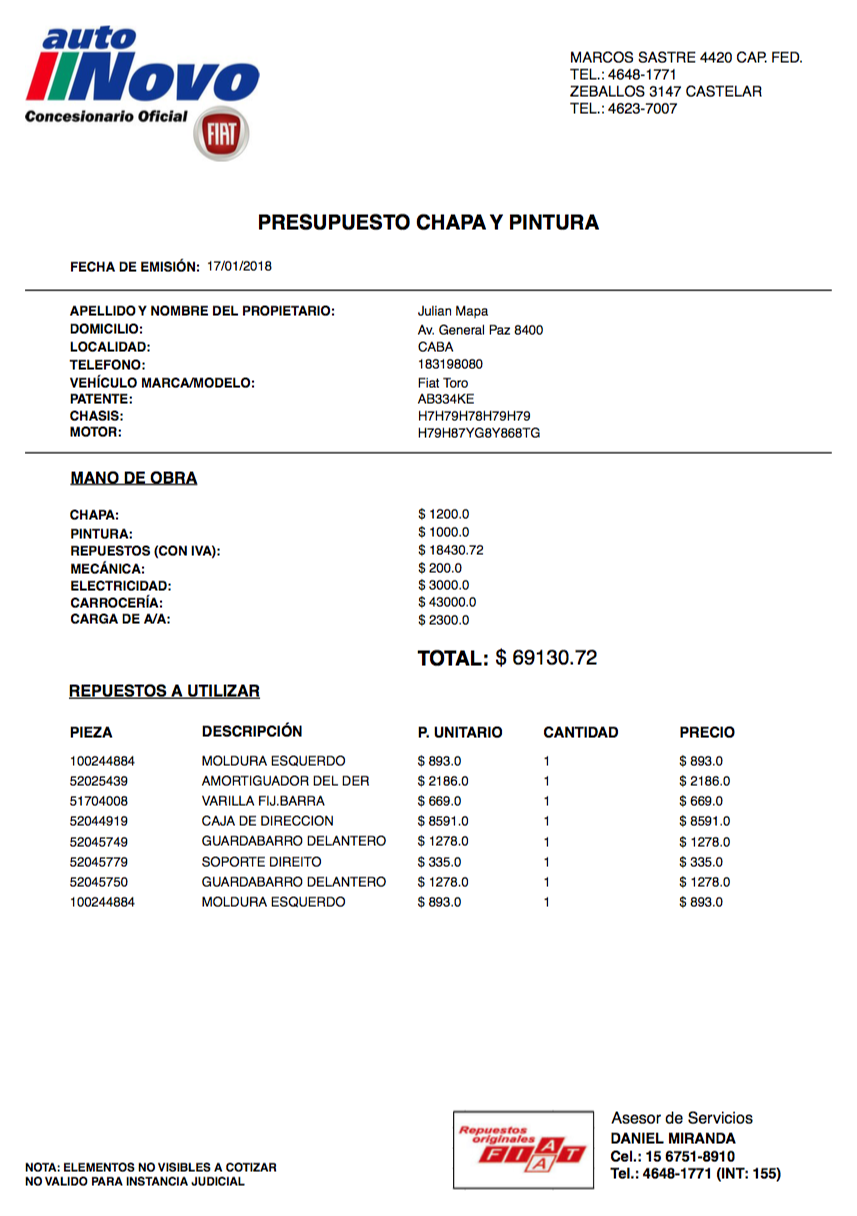 auto
Novo
Concesionario Oficial
FIAT
MARCOS SASTRE 4420 CAP. FED.
TEL.: 4648-1771
ZEBALLOS 3147 CASTELAR
TEL.: 4623-7007
PRESUPUESTO CHAPA Y PINTURA
FECHA DE EMISIÓN: 17/01/2018
APELLIDO Y NOMBRE DEL PROPIETARIO: Julian Mapa
DOMICILIO: Av. General Paz 8400
LOCALIDAD: CABA
TELEFONO: 183198080
VEHÍCULO MARCA/MODELO: Fiat Toro
PATENTE: AB334KE
CHASIS: H7H79H78H79H79
MOTOR: H79H87YG8Y868TG
MANO DE OBRA
CHAPA: $ 1200.0
PINTURA: $ 1000.0
REPUESTOS (CON IVA): $ 18430.72
MECÁNICA: $ 200.0
ELECTRICIDAD: $ 3000.0
CARROCERÍA: $ 43000.0
CARGA DE A/A: $ 2300.0
TOTAL: $ 69130.72
REPUESTOS A UTILIZAR
PIEZA DESCRIPCIÓN P. UNITARIO CANTIDAD PRECIO
100244884 MOLDURA ESQUERDO $ 893.0 1 $ 893.0
52025439 AMORTIGUADOR DEL DER $ 2186.0 1 $ 2186.0
51704008 VARILLA FIJ.BARRA $ 669.0 1 $ 669.0
52044919 CAJA DE DIRECCION $ 8591.0 1 $ 8591.0
52045749 GUARDABARRO DELANTERO $ 1278.0 1 $ 1278.0
52045779 SOPORTE DIREITO $ 335.0 1 $ 335.0
52045750 GUARDABARRO DELANTERO $ 1278.0 1 $ 1278.0
100244884 MOLDURA ESQUERDO $ 893.0 1 $ 893.0
Repuestos
originales
FIAT
A
Asesor de Servicios
DANIEL MIRANDA
Cel.: 15 6751-8910
Tel.: 4648-1771 (INT: 155)
NOTA: ELEMENTOS NO VISIBLES A COTIZAR
NO VALIDO PARA INSTANCIA JUDICIAL